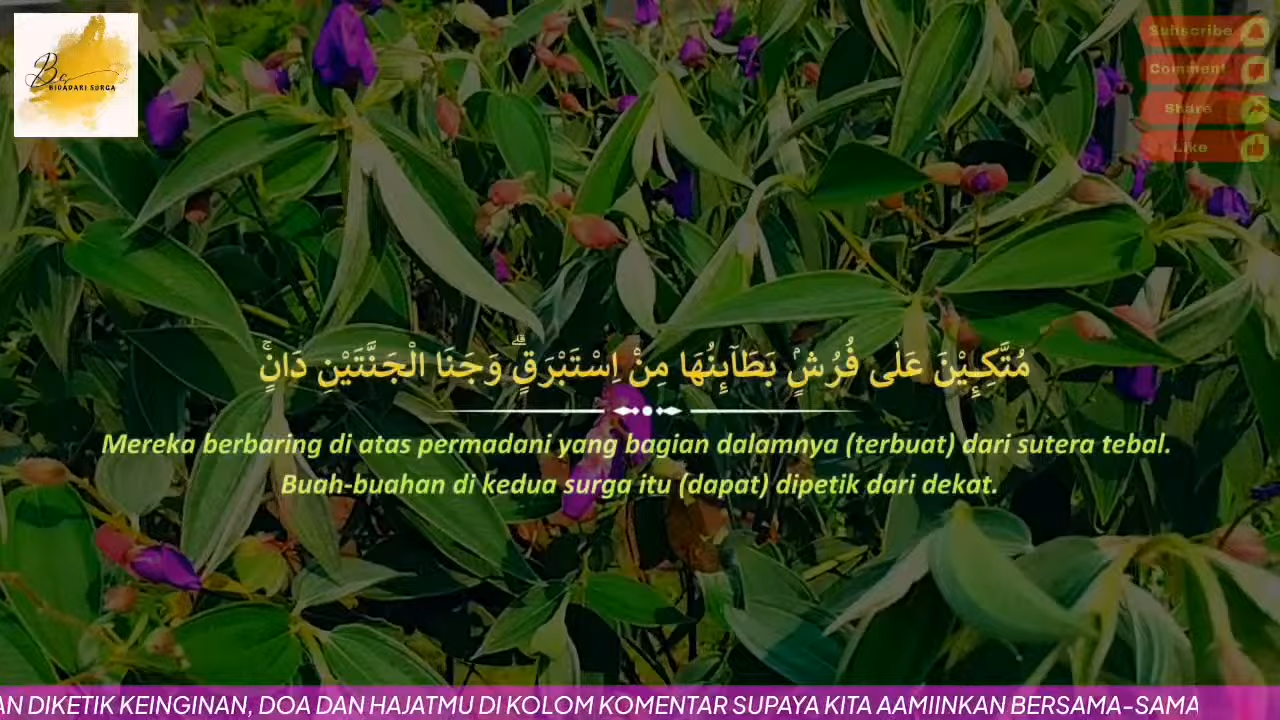 Bs
BIDADARI SURGA
Subscribe
Comment
Share
Like
مُتَّكِـِٕيْنَ عَلٰى فُرُشٍۢ بَطَاۤىِٕنُهَا مِنْ اِسْتَبْرَقٍۗ وَجَنَا الْجَنَّتَيْنِ دَانٍۚ
Mereka berbaring di atas permadani yang bagian dalamnya (terbuat) dari sutera tebal.
Buah-buahan di kedua surga itu (dapat) dipetik dari dekat.
AN DIKETIK KEINGINAN, DOA DAN HAJATMU DI KOLOM KOMENTAR SUPAYA KITA AAMIINKAN BERSAMA-SAMA